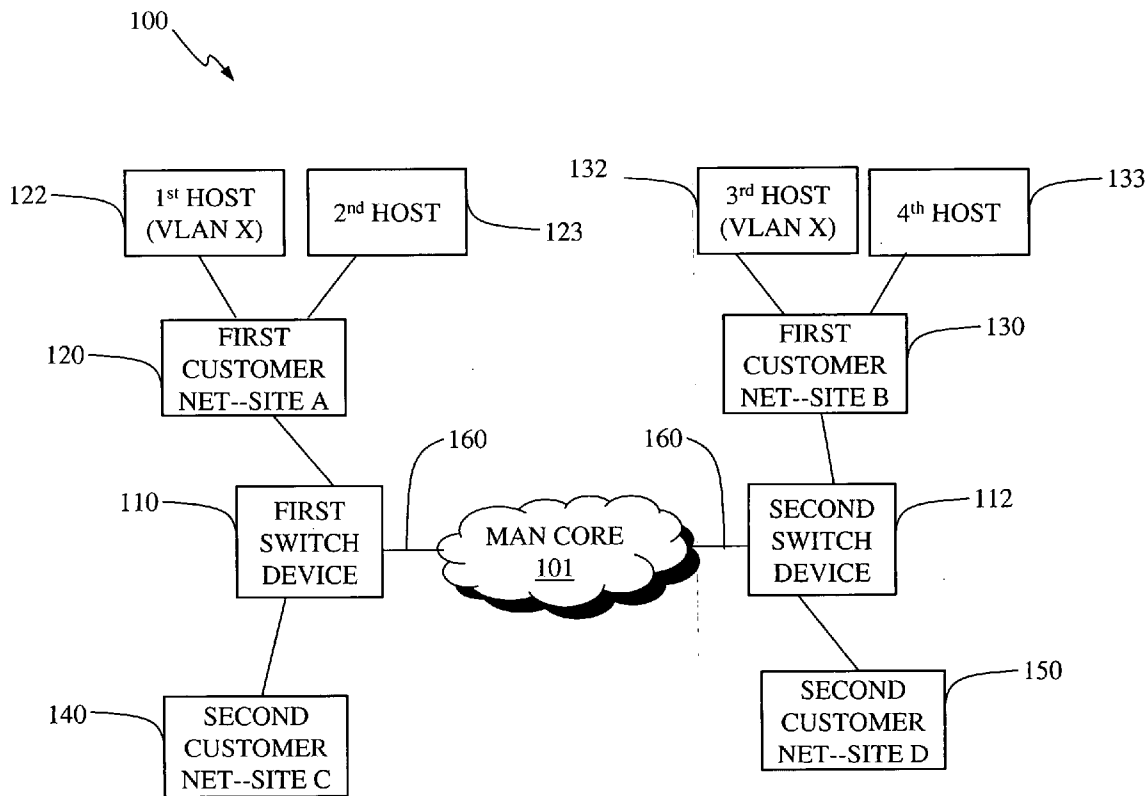 100
122
1st HOST
(VLAN X)
2nd HOST
123
132
3rd HOST
(VLAN X)
4th HOST
133
120
FIRST
CUSTOMER
NET--SITE A
FIRST
CUSTOMER
NET--SITE B
130
110
FIRST
SWITCH
DEVICE
160
MAN CORE
101
160
SECOND
SWITCH
DEVICE
112
140
SECOND
CUSTOMER
NET--SITE C
SECOND
CUSTOMER
NET--SITE D
150